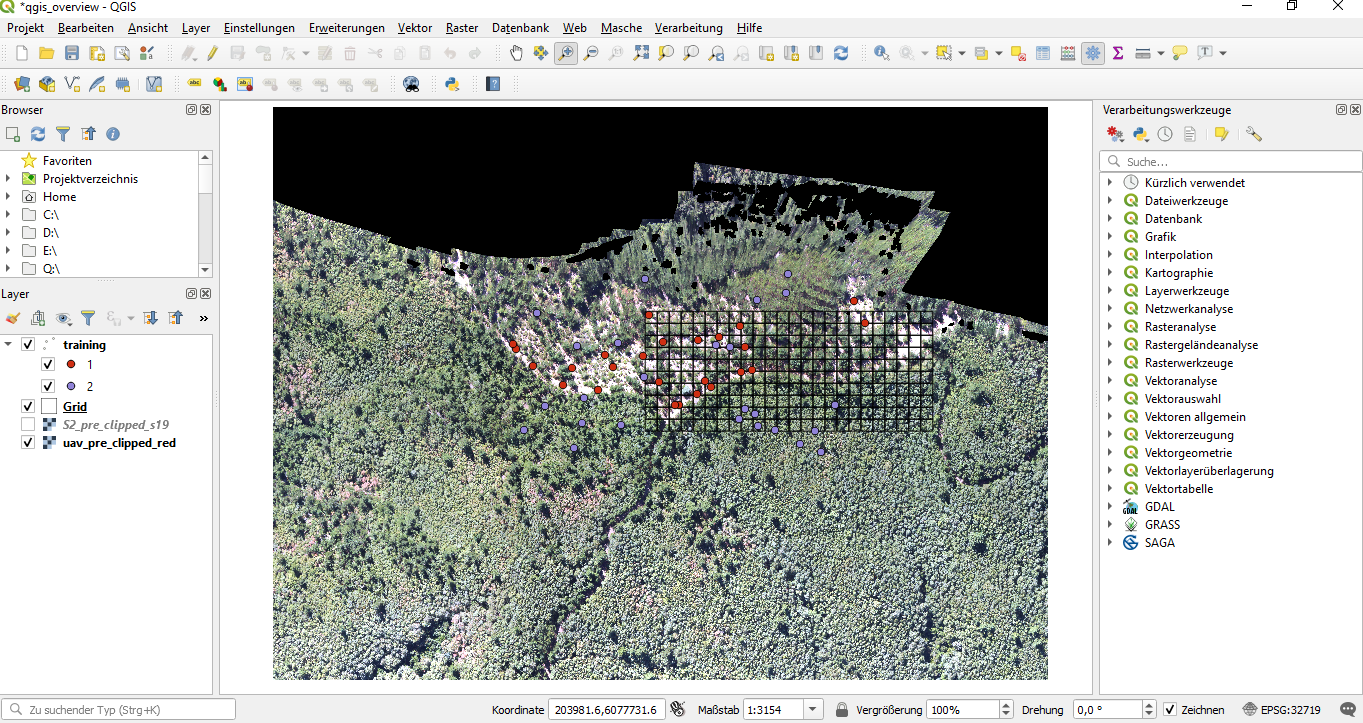 *qgis_overview - QGIS
Projekt Bearbeiten Ansicht Layer Einstellungen Erweiterungen Vektor Raster Datenbank Web Masche Verarbeitung Hilfe
Browser
Favoriten
Projektverzeichnis
Home
C:\
D:\
E:\
Q:\
Layer
training
1
2
Grid
S2_pre_clipped_s19
uav_pre_clipped_red
Verarbeitungswerkzeuge
Suche...
Kürzlich verwendet
Dateiwerkzeuge
Datenbank
Grafik
Interpolation
Kartographie
Layerwerkzeuge
Netzwerkanalyse
Rasteranalyse
Rastergeländeanalyse
Rasterwerkzeuge
Vektoranalyse
Vektorauswahl
Vektoren allgemein
Vektorerzeugung
Vektorgeometrie
Vektorlayerüberlagerung
Vektortabelle
GDAL
GRASS
SAGA
Zu suchender Typ (Strg+K) Koordinate 203981.6,6077731.6 Maßstab 1:3154 Vergrößerung 100% Drehung 0,0 ° Zeichnen EPSG:32719